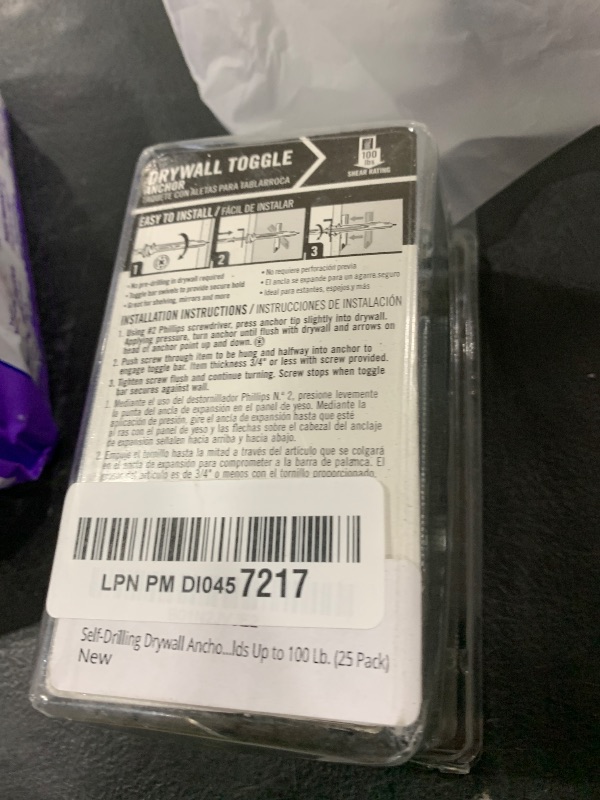 DRYWALL TOGGLE
ANCHOR
PAQUETE CON ALETAS PARA TABLARROCA
100
lbs
SHEAR RATING
EASY TO INSTALL / FÁCIL DE INSTALAR
1
2
3
• No pre-drilling in drywall required
• Toggle bar swivels to provide secure hold
• Great for shelving, mirrors and more
• No requiere perforación previa
• El ancla se expande para un agarre seguro
• Ideal para estantes, espejos y más
INSTALLATION INSTRUCTIONS / INSTRUCCIONES DE INSTALACIÓN
1. Using #2 Phillips screwdriver, press anchor tip slightly into drywall.
Applying pressure, turn anchor until flush with drywall and arrows on
head of anchor point up and down.
2. Push screw through item to be hung and halfway into anchor to
engage toggle bar. Item thickness 3/4" or less with screw provided.
3. Tighten screw flush and continue turning. Screw stops when toggle
bar secures against wall.
1. Mediante el uso del destornillador Phillips N.° 2, presione levemente
la punta del ancla de expansión en el panel de yeso. Mediante la
aplicación de presión, gire el ancla de expansión hasta que esté
al ras con el panel de yeso y las flechas sobre el cabezal del anclaje
de expansión señalen hacia arriba y hacia abajo.
2. Empuje el tornillo hasta la mitad a través del artículo que se colgará
en el ancla de expansión para comprometer a la barra de palanca. El
grosor del artículo es de 3/4" o menos con el tornillo proporcionado.
LPN PM DI045 7217
Self-Drilling Drywall Ancho...lds Up to 100 Lb. (25 Pack)
New